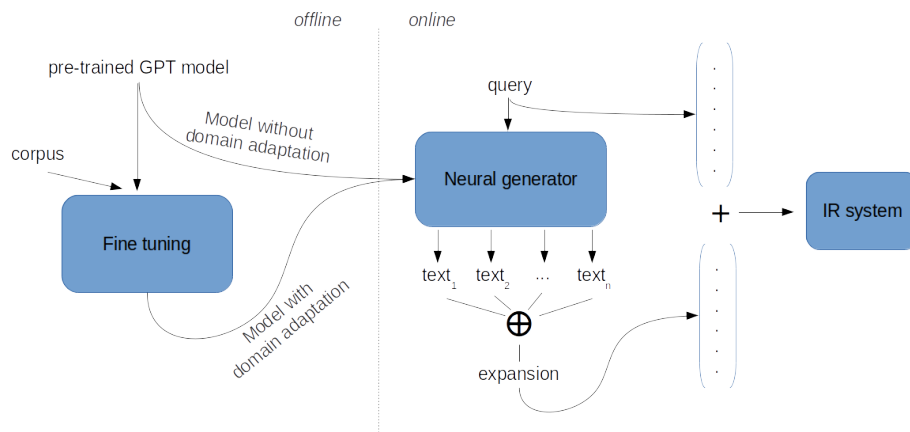 offline
online
pre-trained GPT model
query
Model without
domain adaptation
corpus
Neural generator
Fine tuning
+
IR system
text1 text2 ... textn
⊕
Model with
domain adaptation
expansion